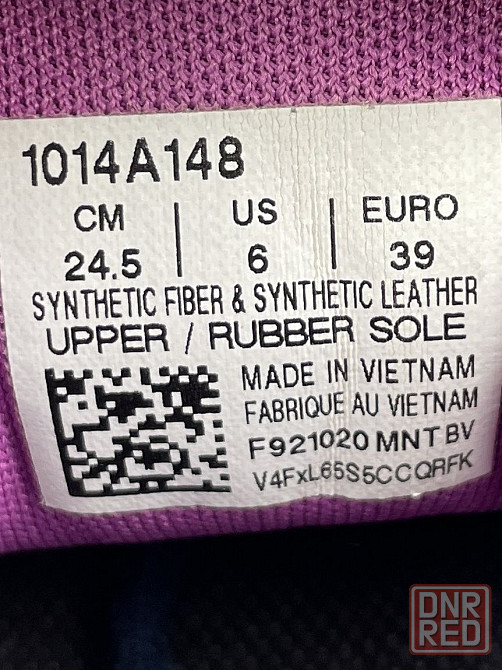 1014A148
CM | US | EURO
24.5 | 6 | 39
SYNTHETIC FIBER & SYNTHETIC LEATHER
UPPER / RUBBER SOLE
MADE IN VIETNAM
FABRIQUE AU VIETNAM
F921020 MNT BV
V4FxL65S5CCQRFK
DNR
RED